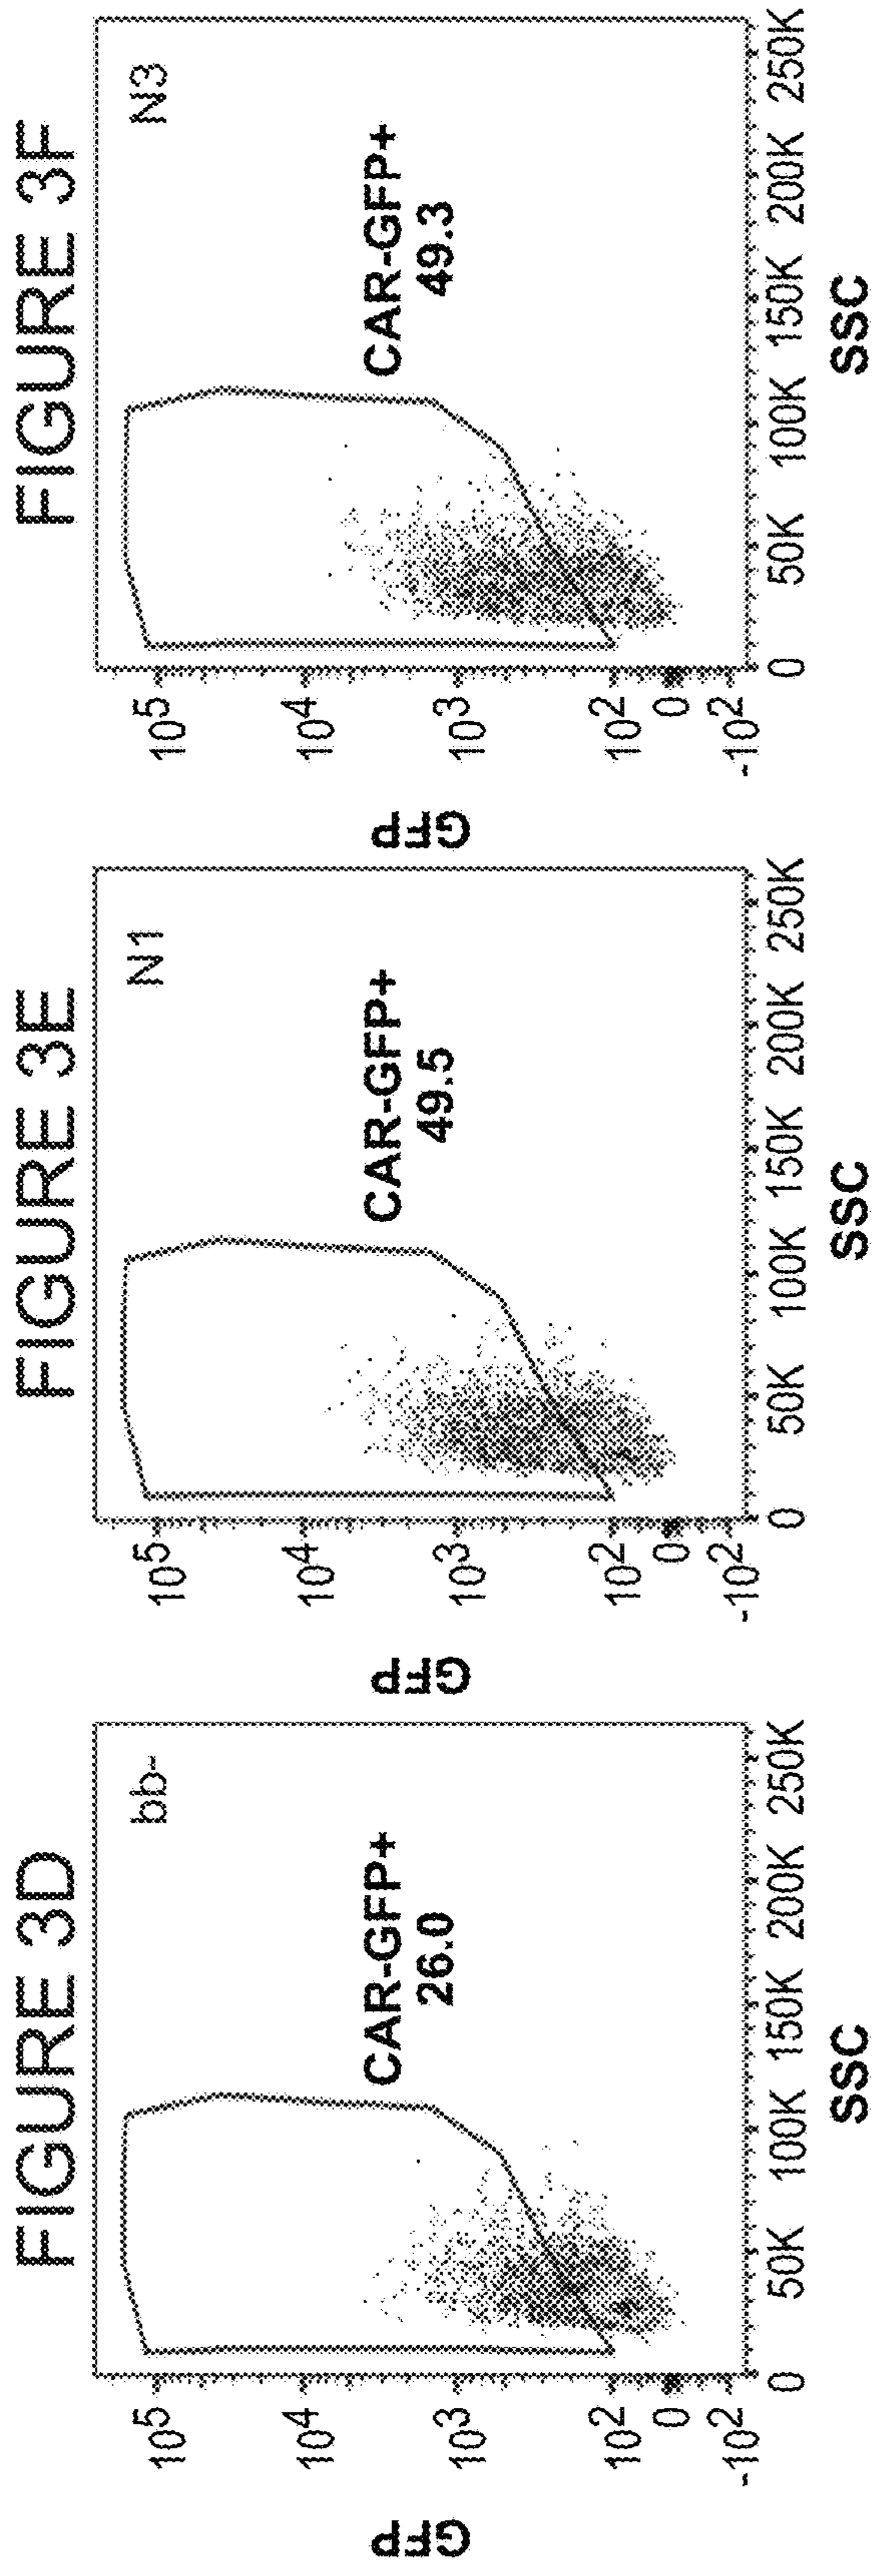 FIGURE 3D
bb-
CAR-GFP+
26.0
GFP
10^5
10^4
10^3
10^2
0
-10^2
0 50K 100K 150K 200K 250K
SSC
FIGURE 3E
N1
CAR-GFP+
49.5
GFP
10^5
10^4
10^3
10^2
0
-10^2
0 50K 100K 150K 200K 250K
SSC
FIGURE 3F
N3
CAR-GFP+
49.3
GFP
10^5
10^4
10^3
10^2
0
-10^2
0 50K 100K 150K 200K 250K
SSC